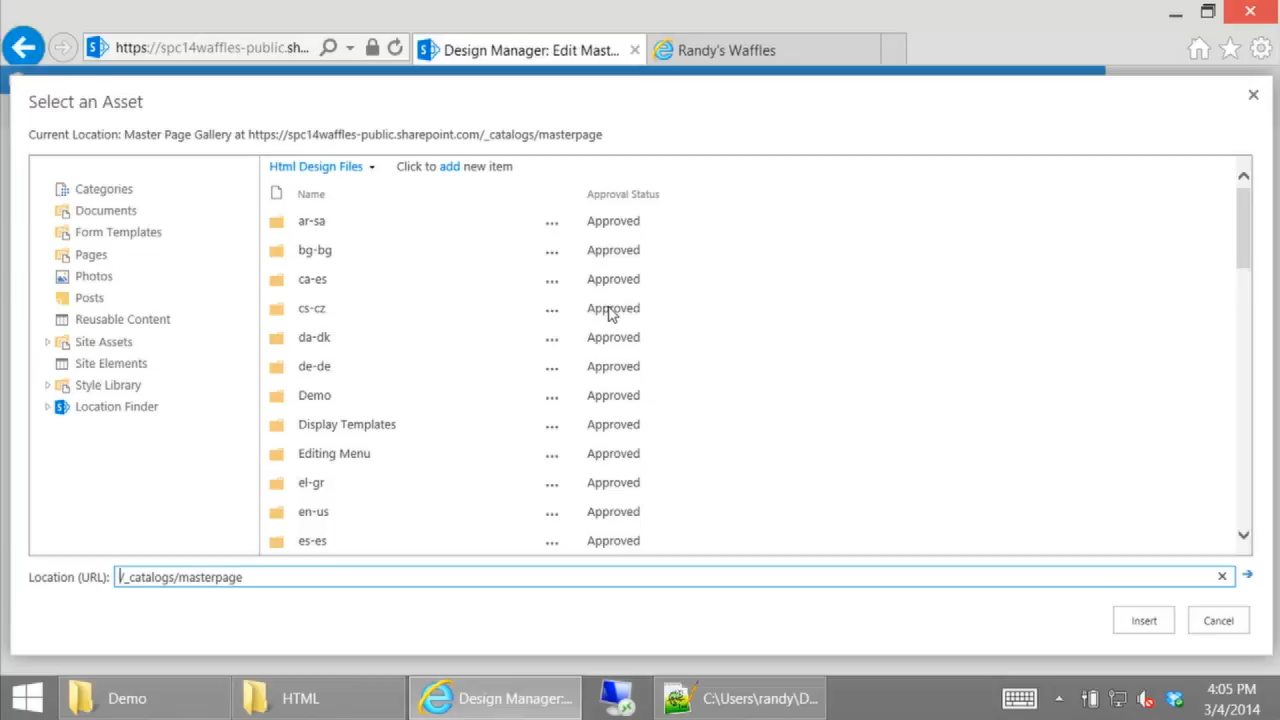 https://spc14waffles-public.sh... Design Manager: Edit Mast... Randy's Waffles
Select an Asset
Current Location: Master Page Gallery at https://spc14waffles-public.sharepoint.com/_catalogs/masterpage
Categories
Documents
Form Templates
Pages
Photos
Posts
Reusable Content
Site Assets
Site Elements
Style Library
Location Finder
Html Design Files Click to add new item
Name Approval Status
ar-sa ... Approved
bg-bg ... Approved
ca-es ... Approved
cs-cz ... Approved
da-dk ... Approved
de-de ... Approved
Demo ... Approved
Display Templates ... Approved
Editing Menu ... Approved
el-gr ... Approved
en-us ... Approved
es-es ... Approved
Location (URL): /_catalogs/masterpage
Insert Cancel
Demo HTML Design Manager:... C:\Users\randy\D... 4:05 PM
3/4/2014